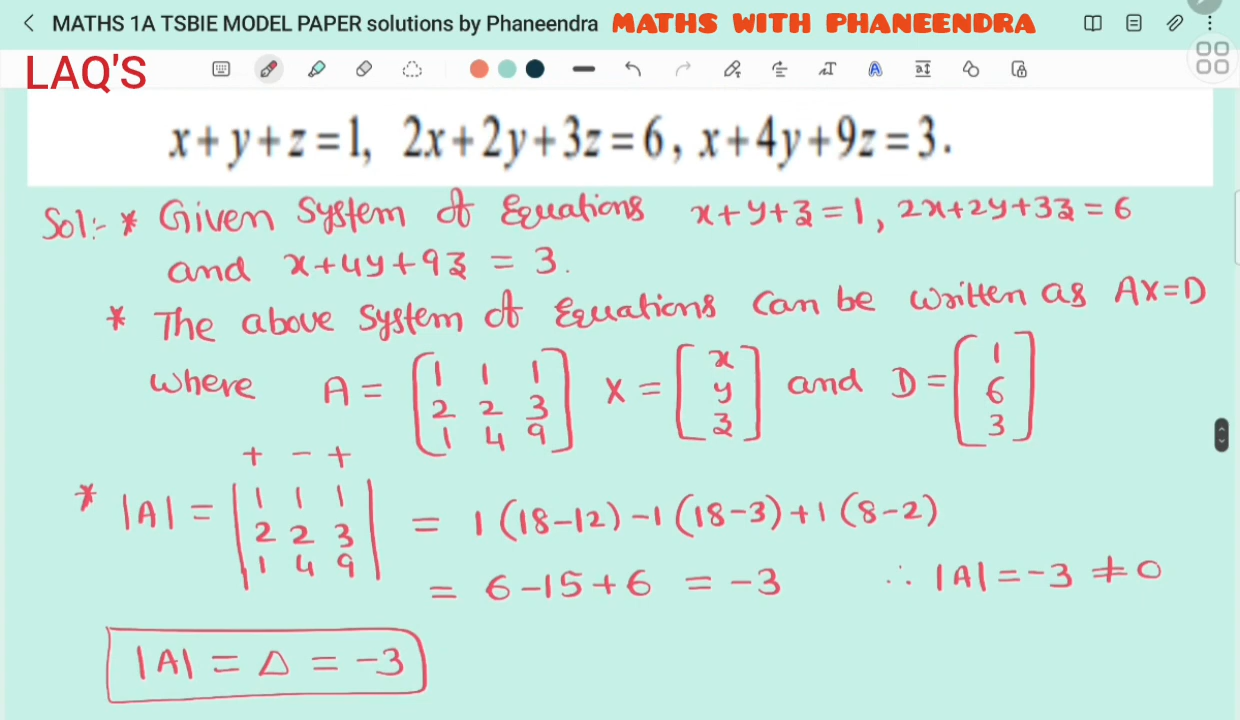 MATHS 1A TSBIE MODEL PAPER solutions by Phaneendra MATHS WITH PHANEENDRA
LAQ'S
x + y + z = 1, 2x + 2y + 3z = 6, x + 4y + 9z = 3.
Sol:- * Given System of Equations x+y+z=1, 2x+2y+3z=6
and x+4y+9z = 3.
* The above System of Equations can be written as AX=D
where A = [1 1 1 X = [x and D = [1
2 2 3 y 6
1 4 9] z] 3]
+ - +
* |A| = |1 1 1 = 1(18-12) -1(18-3) +1(8-2)
2 2 3
1 4 9|
= 6-15+6 = -3 ∴ |A| = -3 ≠ 0
|A| = Δ = -3